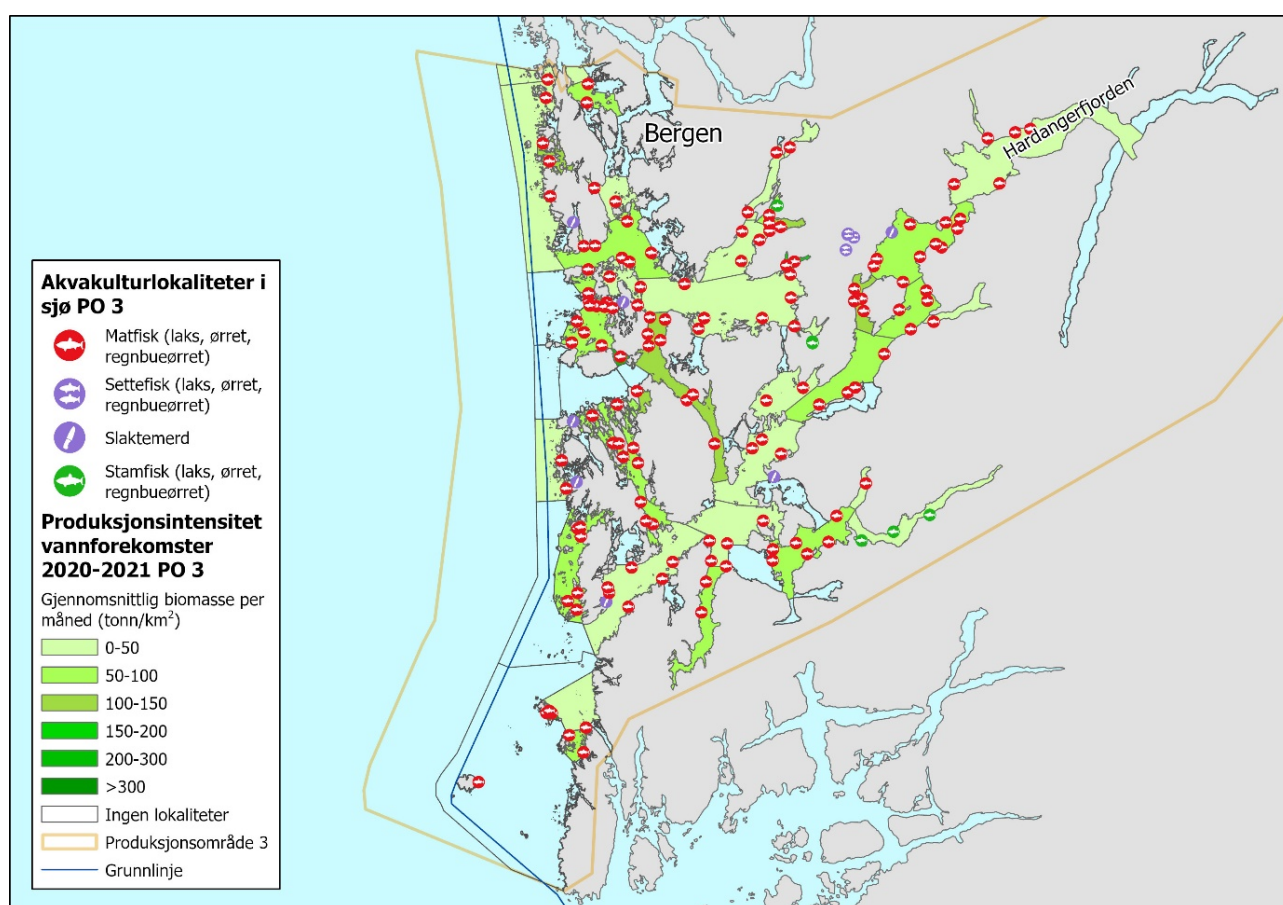 Bergen
Hardangerfjorden
Akvakulturlokaliteter i
sjø PO 3
Matfisk (laks, ørret,
regnbueørret)
Settefisk (laks, ørret,
regnbueørret)
Slaktemerd
Stamfisk (laks, ørret,
regnbueørret)
Produksjonsintensitet
vannforekomster
2020-2021 PO 3
Gjennomsnittlig biomasse per
måned (tonn/km²)
0-50
50-100
100-150
150-200
200-300
>300
Ingen lokaliteter
Produksjonsområde 3
Grunnlinje